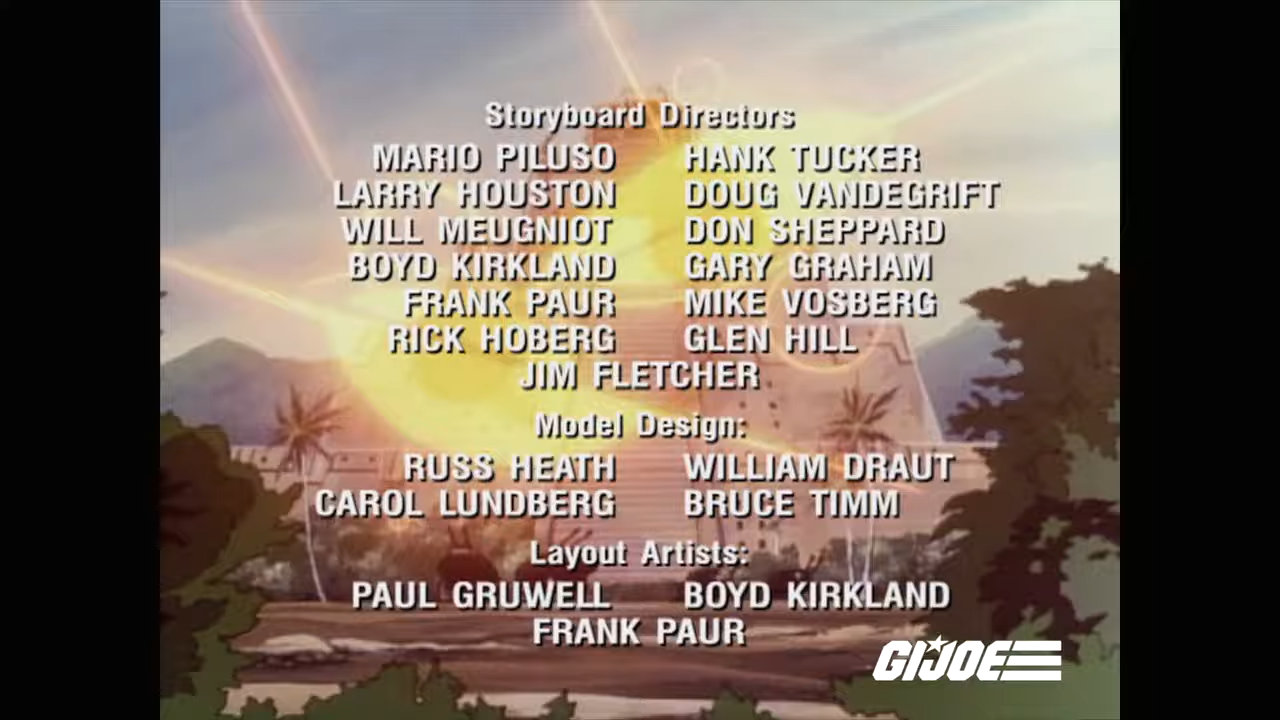 Storyboard Directors
MARIO PILUSO HANK TUCKER
LARRY HOUSTON DOUG VANDEGRIFT
WILL MEUGNIOT DON SHEPPARD
BOYD KIRKLAND GARY GRAHAM
FRANK PAUR MIKE VOSBERG
RICK HOBERG GLEN HILL
JIM FLETCHER
Model Design:
RUSS HEATH WILLIAM DRAUT
CAROL LUNDBERG BRUCE TIMM
Layout Artists:
PAUL GRUWELL BOYD KIRKLAND
FRANK PAUR
GIJOE